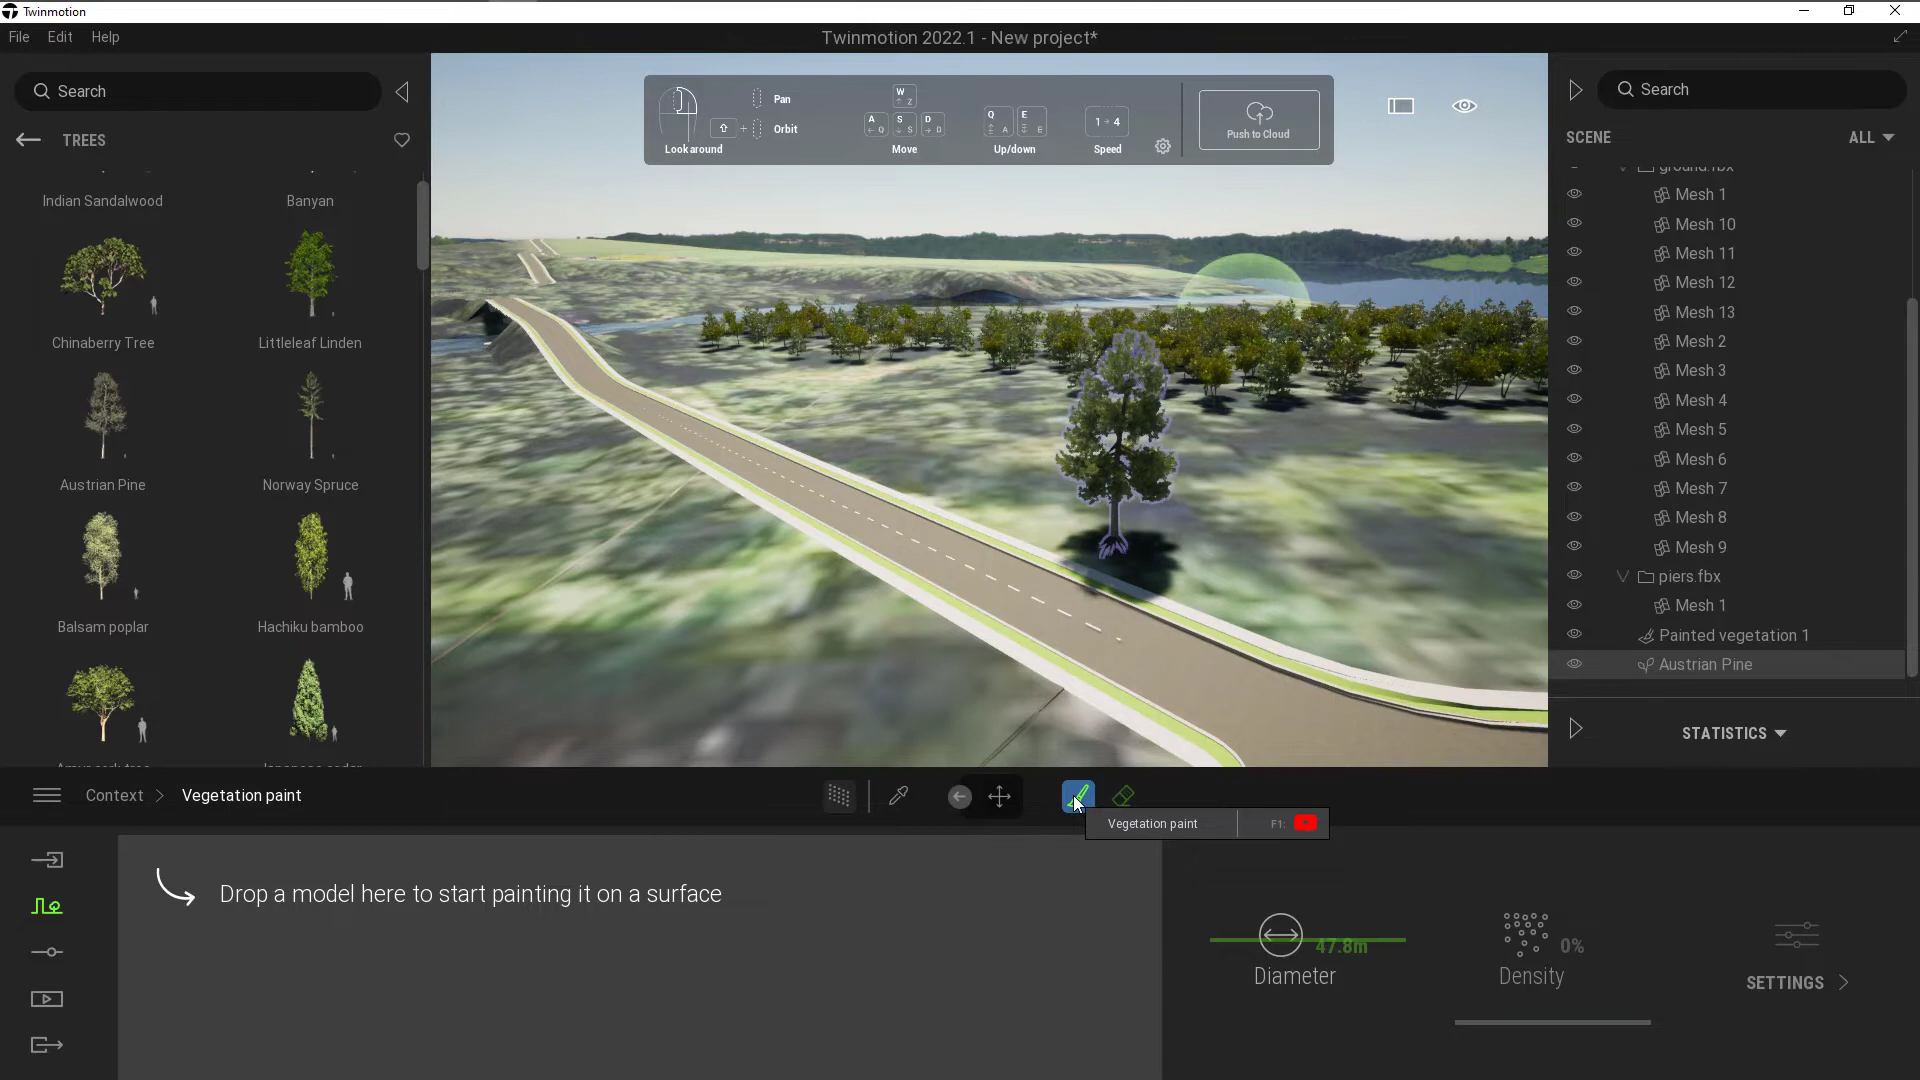 Twinmotion
File Edit Help
Twinmotion 2022.1 - New project*
Search
TREES
Indian Sandalwood
Banyan
Chinaberry Tree
Littleleaf Linden
Austrian Pine
Norway Spruce
Balsam poplar
Hachiku bamboo
Look around
Pan
Orbit
W
Z
A
Q
S
S
D
D
Move
Q
A
E
E
Up/down
1 4
Speed
Push to Cloud
Search
SCENE
ALL
ground.fbx
Mesh 1
Mesh 10
Mesh 11
Mesh 12
Mesh 13
Mesh 2
Mesh 3
Mesh 4
Mesh 5
Mesh 6
Mesh 7
Mesh 8
Mesh 9
piers.fbx
Mesh 1
Painted vegetation 1
Austrian Pine
STATISTICS
Context > Vegetation paint
Vegetation paint F1:
Drop a model here to start painting it on a surface
47.8m
Diameter
0%
Density
SETTINGS